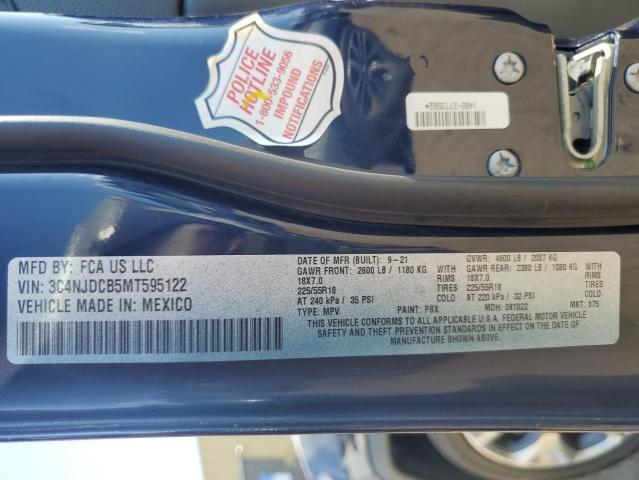 POLICE
HOTLINE
1-800-533-9056
IMPOUND
NOTIFICATIONS
MFD BY: FCA US LLC
VIN: 3C4NJDCB5MT595122
VEHICLE MADE IN: MEXICO
DATE OF MFR (BUILT): 9-21 GVWR: 4600 LB / 2087 KG
GAWR FRONT: 2600 LB / 1180 KG WITH GAWR REAR: 2380 LB / 1080 KG WITH
18X7.0 RIMS 18X7.0 RIMS
225/55R18 TIRES 225/55R18 TIRES
AT 240 kPa / 35 PSI AT 220 kPa / 32 PSI
TYPE: MPV PAINT: PBX MDH: 091022 MKT: 875
THIS VEHICLE CONFORMS TO ALL APPLICABLE U.S.A. FEDERAL MOTOR VEHICLE
SAFETY AND THEFT PREVENTION STANDARDS IN EFFECT ON THE DATE OF
MANUFACTURE SHOWN ABOVE.